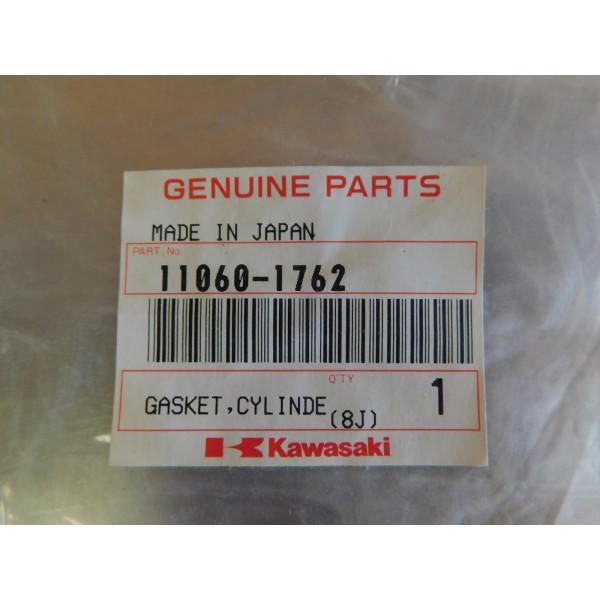 GENUINE PARTS
MADE IN JAPAN
PART. No.
11060-1762
Q'TY
GASKET,CYLINDE (8J) 1
Kawasaki